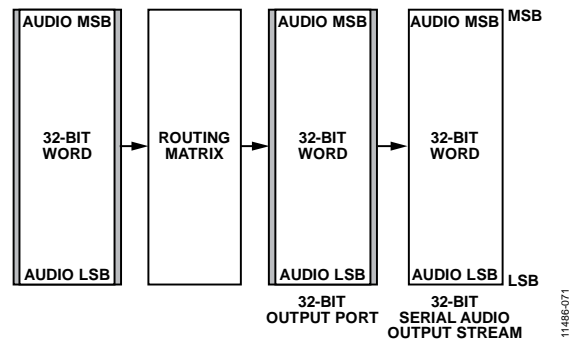 AUDIO MSB
32-BIT
WORD
AUDIO LSB
ROUTING
MATRIX
AUDIO MSB
32-BIT
WORD
AUDIO LSB
32-BIT
OUTPUT PORT
AUDIO MSB
MSB
32-BIT
WORD
AUDIO LSB
LSB
32-BIT
SERIAL AUDIO
OUTPUT STREAM
11486-071